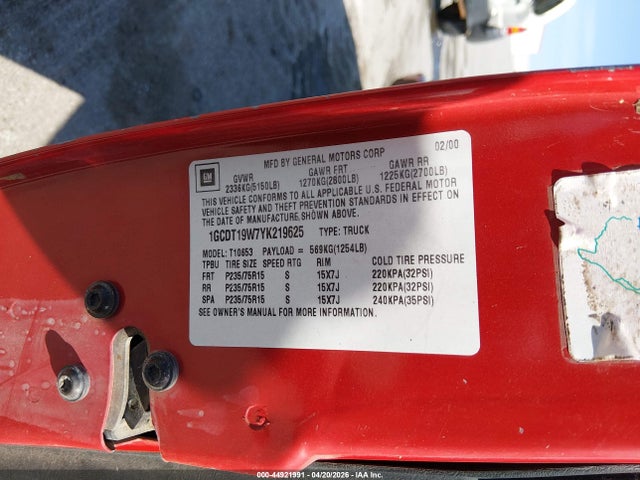 GM
MFD BY GENERAL MOTORS CORP 02/00
GVWR GAWR FRT GAWR RR
2336KG(5150LB) 1270KG(2800LB) 1225KG(2700LB)
THIS VEHICLE CONFORMS TO ALL APPLICABLE U.S. FEDERAL MOTOR
VEHICLE SAFETY AND THEFT PREVENTION STANDARDS IN EFFECT ON
THE DATE OF MANUFACTURE SHOWN ABOVE.
1GCDT19W7YK219625 TYPE: TRUCK
MODEL: T10653 PAYLOAD = 569KG(1254LB)
TPBU TIRE SIZE SPEED RTG RIM COLD TIRE PRESSURE
FRT P235/75R15 S 15X7J 220KPA(32PSI)
RR P235/75R15 S 15X7J 220KPA(32PSI)
SPA P235/75R15 S 15X7J 240KPA(35PSI)
SEE OWNER'S MANUAL FOR MORE INFORMATION.
000-44921991 - 04/20/2026 - IAA Inc.